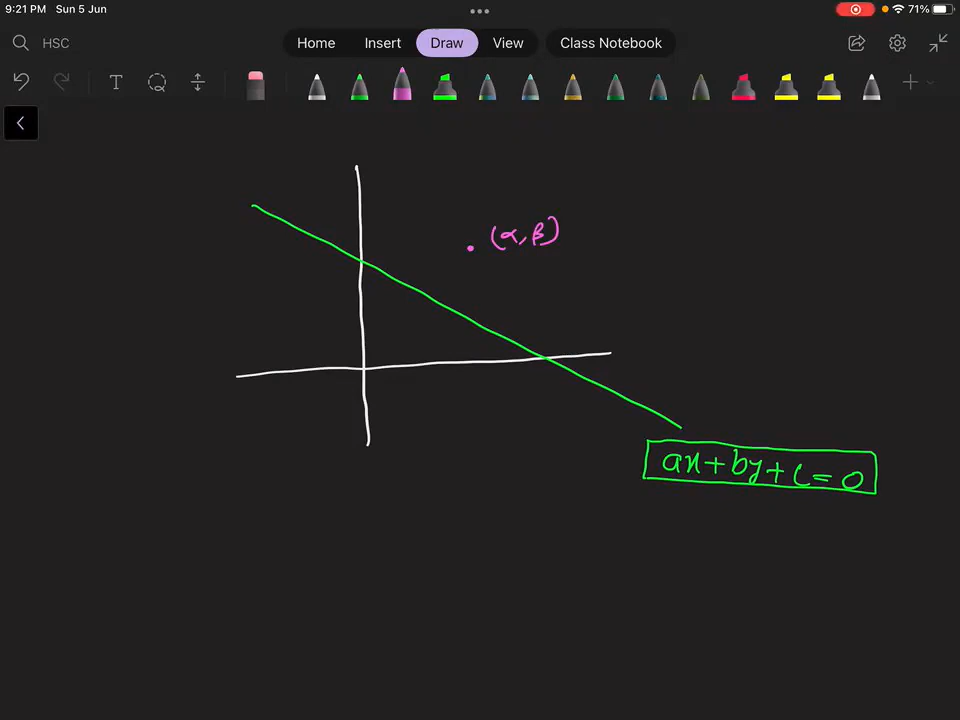 9:21 PM Sun 5 Jun
71%
HSC
Home Insert Draw View Class Notebook
T
(α, β)
ax+by+c=0